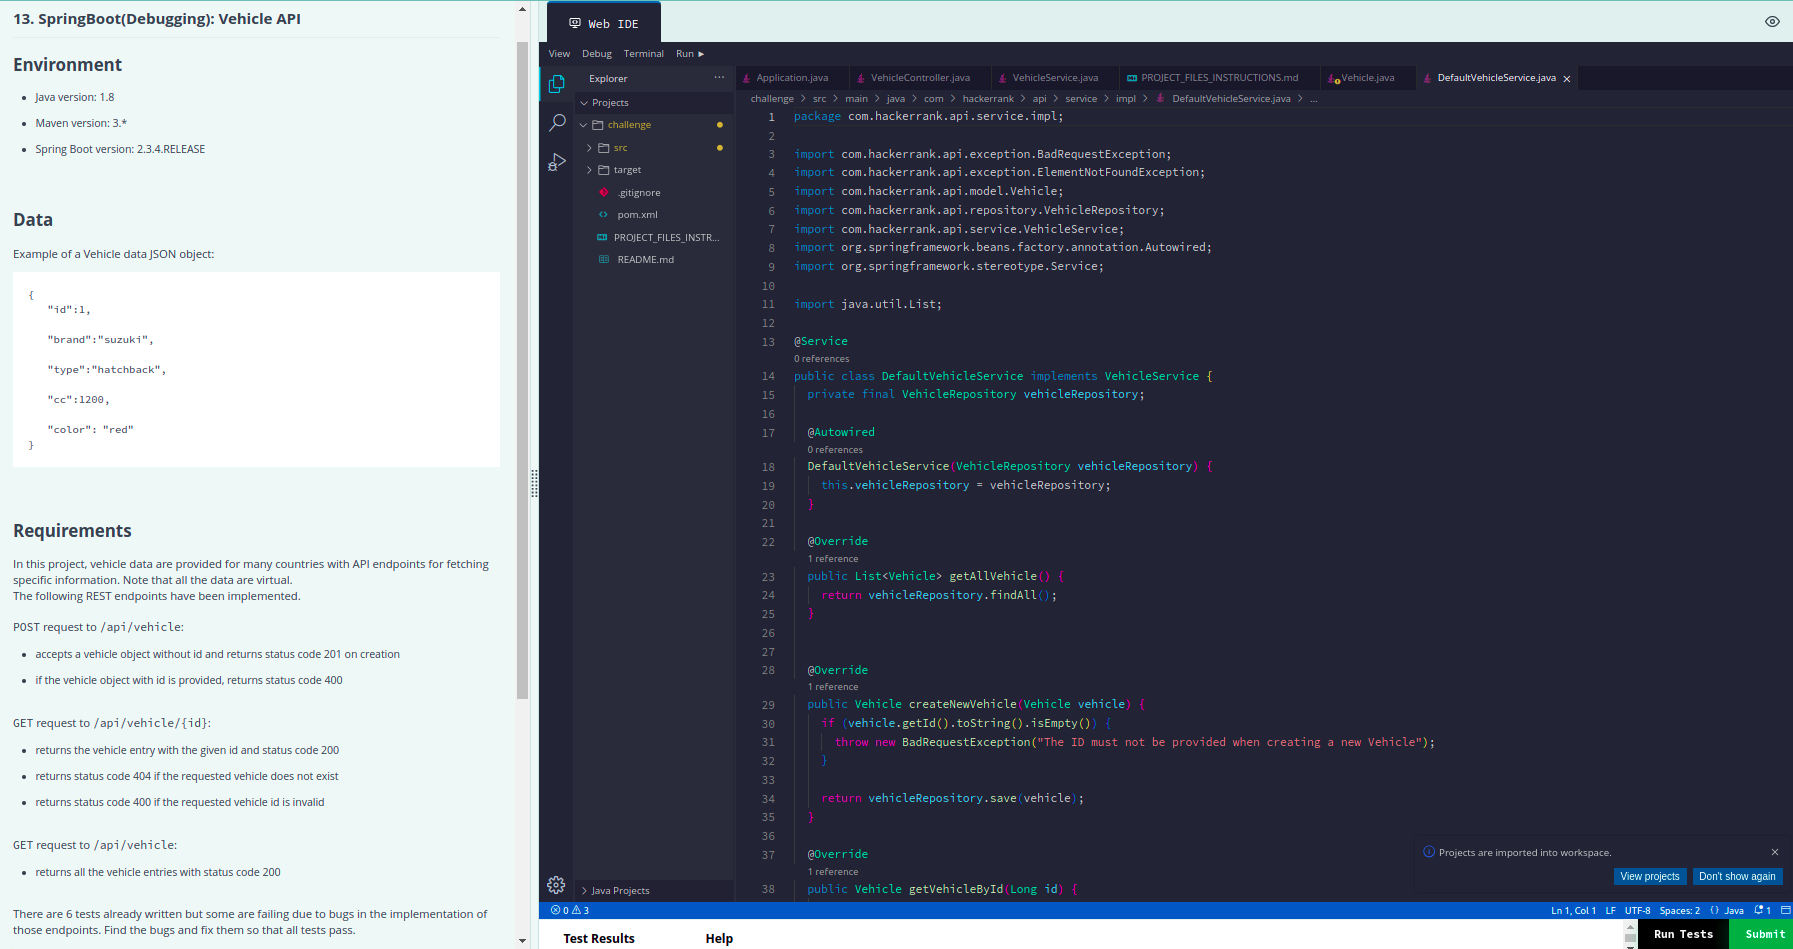 13. SpringBoot(Debugging): Vehicle API
Environment
Java version: 1.8
Maven version: 3.*
Spring Boot version: 2.3.4.RELEASE
Data
Example of a Vehicle data JSON object:
{
"id":1,
"brand":"suzuki",
"type":"hatchback",
"cc":1200,
"color": "red"
}
Requirements
In this project, vehicle data are provided for many countries with API endpoints for fetching
specific information. Note that all the data are virtual.
The following REST endpoints have been implemented.
POST request to /api/vehicle:
accepts a vehicle object without id and returns status code 201 on creation
if the vehicle object with id is provided, returns status code 400
GET request to /api/vehicle/{id}:
returns the vehicle entry with the given id and status code 200
returns status code 404 if the requested vehicle does not exist
returns status code 400 if the requested vehicle id is invalid
GET request to /api/vehicle:
returns all the vehicle entries with status code 200
There are 6 tests already written but some are failing due to bugs in the implementation of
those endpoints. Find the bugs and fix them so that all tests pass.
Web IDE
View Debug Terminal Run
Explorer ...
Projects
challenge
src
target
.gitignore
pom.xml
PROJECT_FILES_INSTR...
README.md
Java Projects
Application.java VehicleController.java VehicleService.java PROJECT_FILES_INSTRUCTIONS.md Vehicle.java DefaultVehicleService.java
challenge > src > main > java > com > hackerrank > api > service > impl > DefaultVehicleService.java > ...
1 package com.hackerrank.api.service.impl;
2
3 import com.hackerrank.api.exception.BadRequestException;
4 import com.hackerrank.api.exception.ElementNotFoundException;
5 import com.hackerrank.api.model.Vehicle;
6 import com.hackerrank.api.repository.VehicleRepository;
7 import com.hackerrank.api.service.VehicleService;
8 import org.springframework.beans.factory.annotation.Autowired;
9 import org.springframework.stereotype.Service;
10
11 import java.util.List;
12
13 @Service
0 references
14 public class DefaultVehicleService implements VehicleService {
15 private final VehicleRepository vehicleRepository;
16
17 @Autowired
0 references
18 DefaultVehicleService(VehicleRepository vehicleRepository) {
19 this.vehicleRepository = vehicleRepository;
20 }
21
22 @Override
1 reference
23 public List<Vehicle> getAllVehicle() {
24 return vehicleRepository.findAll();
25 }
26
27
28 @Override
1 reference
29 public Vehicle createNewVehicle(Vehicle vehicle) {
30 if (vehicle.getId().toString().isEmpty()) {
31 throw new BadRequestException("The ID must not be provided when creating a new Vehicle");
32 }
33
34 return vehicleRepository.save(vehicle);
35 }
36
37 @Override
1 reference
38 public Vehicle getVehicleById(Long id) {
Projects are imported into workspace.
View projects Don't show again
0 3
Ln 1, Col 1 LF UTF-8 Spaces: 2 {} Java 1
Test Results Help
Run Tests Submit